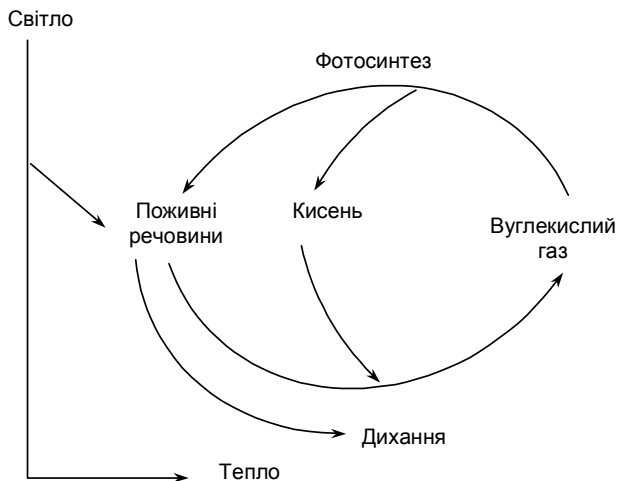 Світло
Фотосинтез
Поживні
речовини
Кисень
Вуглекислий
газ
Дихання
Тепло